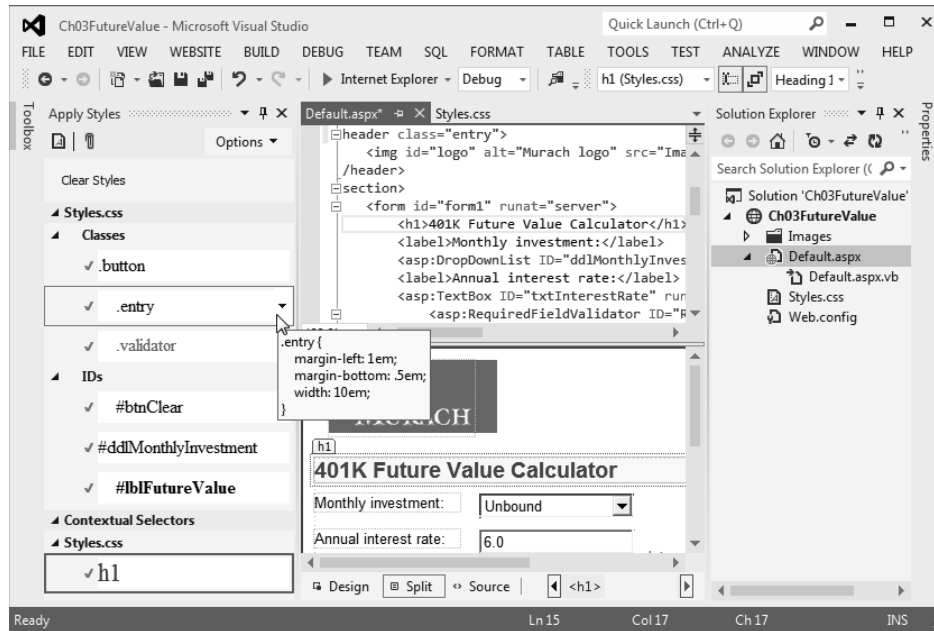 Ch03FutureValue - Microsoft Visual Studio
Quick Launch (Ctrl+Q)
FILE EDIT VIEW WEBSITE BUILD DEBUG TEAM SQL FORMAT TABLE TOOLS TEST ANALYZE WINDOW HELP
Internet Explorer Debug h1 (Styles.css) Heading 1
Toolbox
Apply Styles
Options
Clear Styles
Styles.css
Classes
.button
.entry
.validator
IDs
#btnClear
#ddlMonthlyInvestment
#lblFutureValue
Contextual Selectors
Styles.css
h1
Default.aspx* Styles.css
header class="entry">
<img id="logo" alt="Murach logo" src="Ima
/header>
section>
<form id="form1" runat="server">
<h1>401K Future Value Calculator</h1>
<label>Monthly investment:</label>
<asp:DropDownList ID="ddlMonthlyInves
<label>Annual interest rate:</label>
<asp:TextBox ID="txtInterestRate" run
<asp:RequiredFieldValidator ID="R
.entry {
margin-left: 1em;
margin-bottom: .5em;
width: 10em;
}
h1
401K Future Value Calculator
Monthly investment: Unbound
Annual interest rate: 6.0
Design Split Source <h1>
Solution Explorer
Search Solution Explorer (
Solution 'Ch03FutureValue'
Ch03FutureValue
Images
Default.aspx
Default.aspx.vb
Styles.css
Web.config
Properties
Ready Ln 15 Col 17 Ch 17 INS